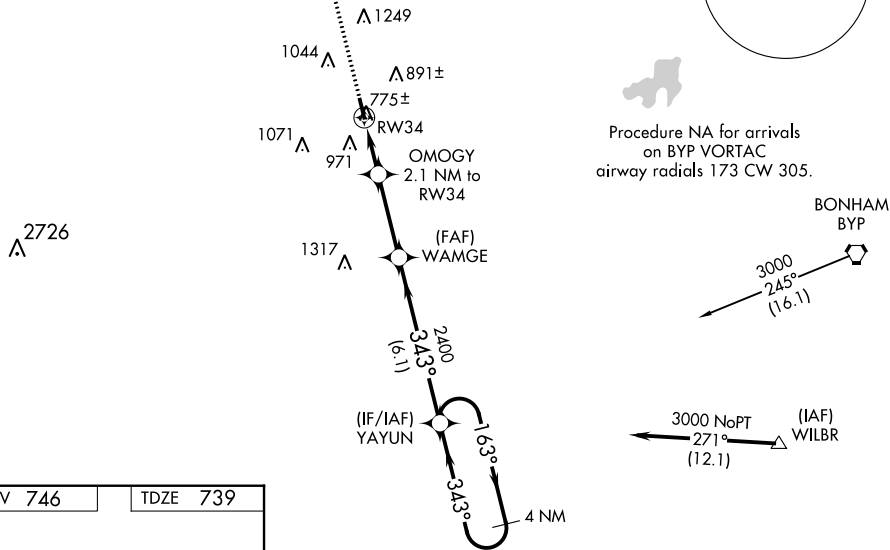 1249
1044
891±
775±
RW34
1071
971
OMOGY
2.1 NM to
RW34
Procedure NA for arrivals
on BYP VORTAC
airway radials 173 CW 305.
2726
1317
(FAF)
WAMGE
BONHAM
BYP
3000
245°
(16.1)
2400
343°
(6.1)
(IF/IAF)
YAYUN
163°
343°
4 NM
3000 NoPT
271°
(12.1)
(IAF)
WILBR
V 746
TDZE 739